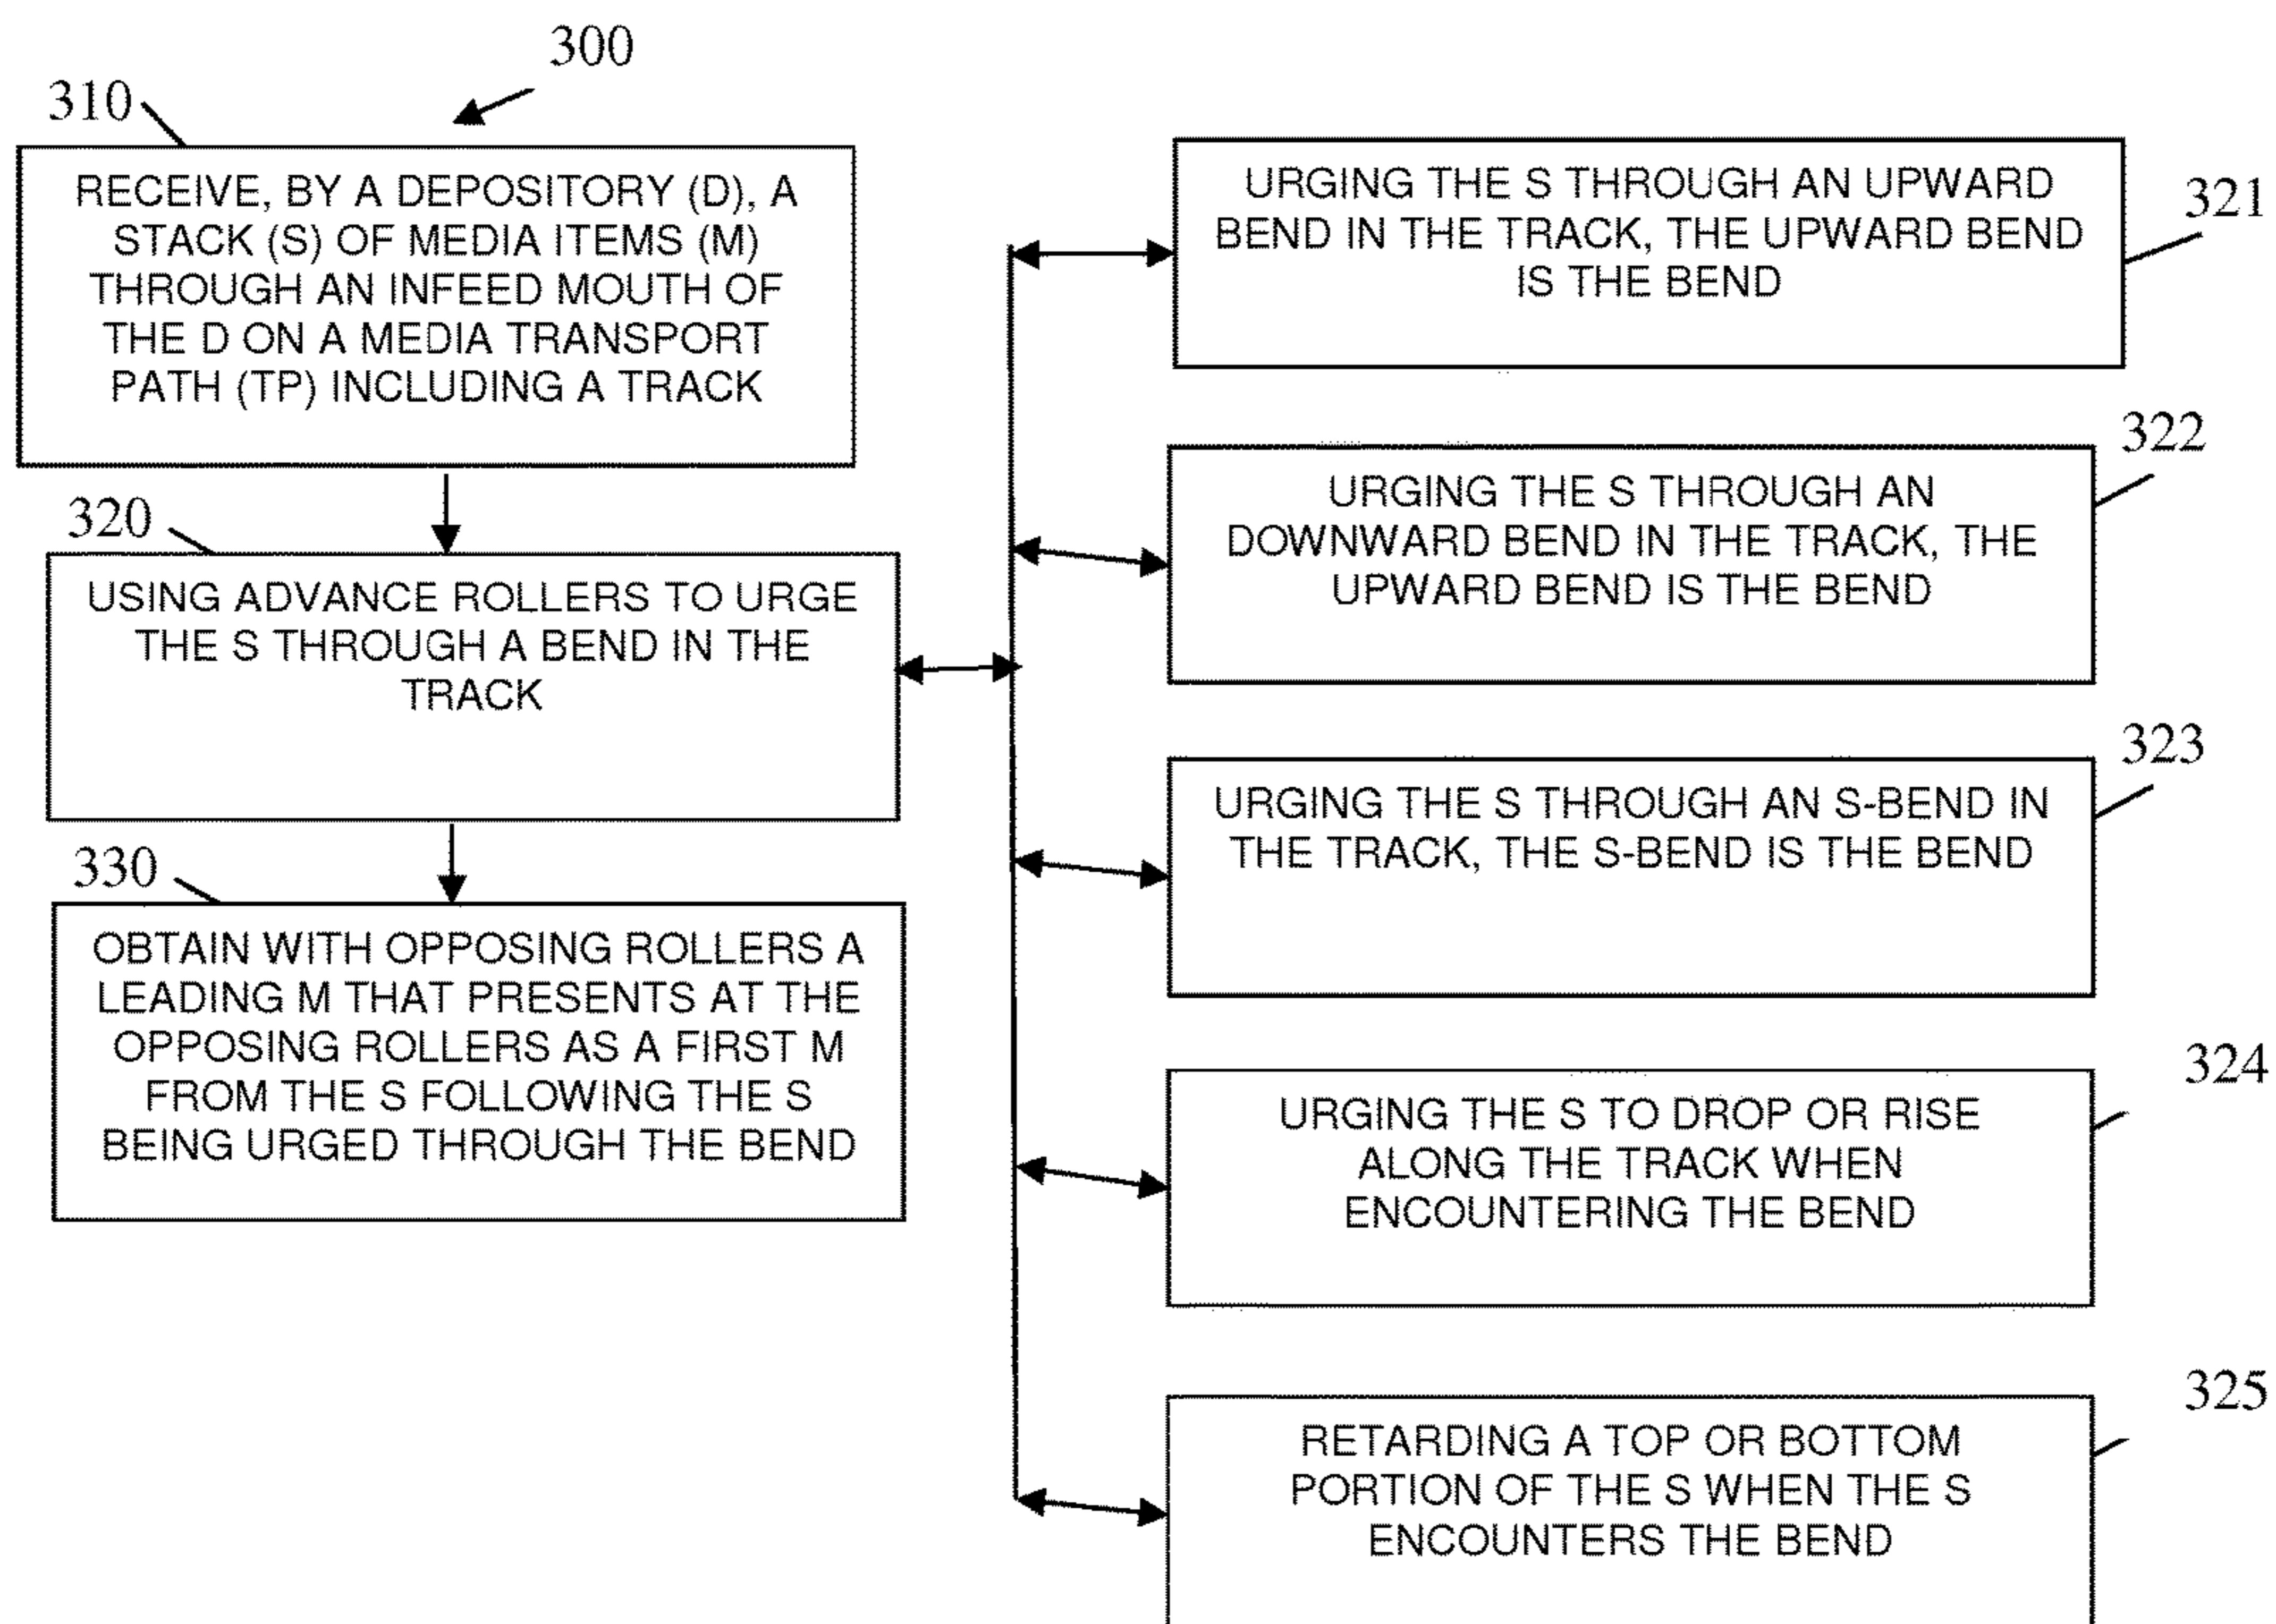 300
310
RECEIVE, BY A DEPOSITORY (D), A
STACK (S) OF MEDIA ITEMS (M)
THROUGH AN INFEED MOUTH OF
THE D ON A MEDIA TRANSPORT
PATH (TP) INCLUDING A TRACK
320
USING ADVANCE ROLLERS TO URGE
THE S THROUGH A BEND IN THE
TRACK
330
OBTAIN WITH OPPOSING ROLLERS A
LEADING M THAT PRESENTS AT THE
OPPOSING ROLLERS AS A FIRST M
FROM THE S FOLLOWING THE S
BEING URGED THROUGH THE BEND
321
URGING THE S THROUGH AN UPWARD
BEND IN THE TRACK, THE UPWARD BEND
IS THE BEND
322
URGING THE S THROUGH AN
DOWNWARD BEND IN THE TRACK, THE
UPWARD BEND IS THE BEND
323
URGING THE S THROUGH AN S-BEND IN
THE TRACK, THE S-BEND IS THE BEND
324
URGING THE S TO DROP OR RISE
ALONG THE TRACK WHEN
ENCOUNTERING THE BEND
325
RETARDING A TOP OR BOTTOM
PORTION OF THE S WHEN THE S
ENCOUNTERS THE BEND